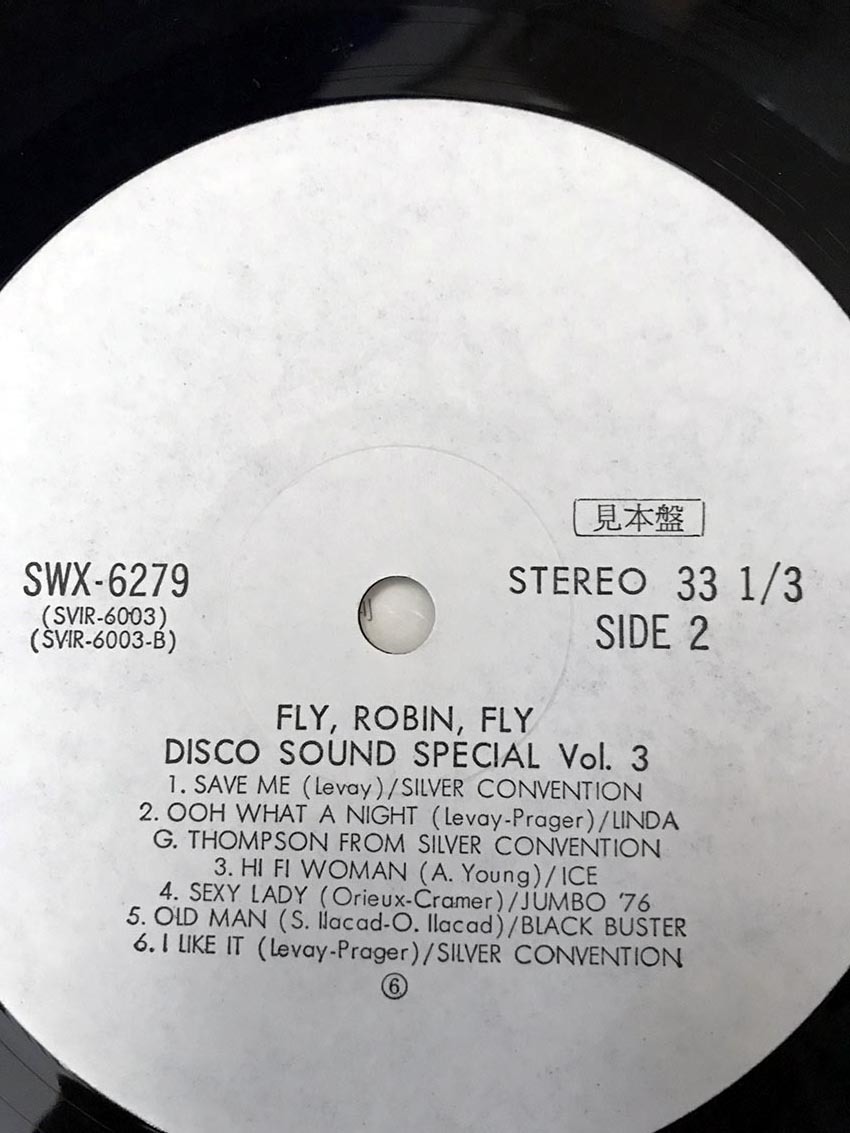 見本盤
SWX-6279
STEREO 33 1/3
(SVIR-6003)
SIDE 2
(SVIR-6003-B)
FLY, ROBIN, FLY
DISCO SOUND SPECIAL Vol. 3
1. SAVE ME (Levay)/SILVER CONVENTION
2. OOH WHAT A NIGHT (Levay-Prager)/LINDA
G. THOMPSON FROM SILVER CONVENTION
3. HI FI WOMAN (A. Young)/ICE
4. SEXY LADY (Orieux-Cramer)/JUMBO '76
5. OLD MAN (S. Ilacad-O. Ilacad)/BLACK BUSTER
6. I LIKE IT (Levay-Prager)/SILVER CONVENTION
⑥